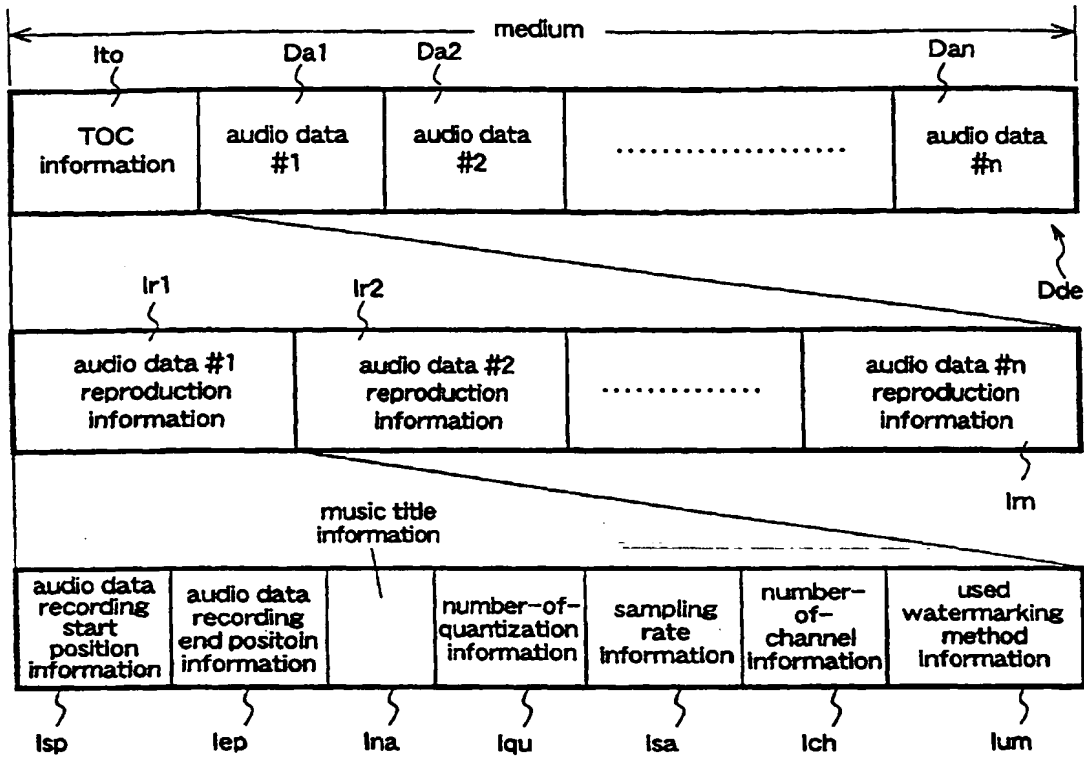 medium
Ito Da1 Da2 Dan
TOC information
audio data #1
audio data #2
....................
audio data #n
Dde
Ir1 Ir2
audio data #1 reproduction information
audio data #2 reproduction information
..............
audio data #n reproduction information
Irn
music title information
audio data recording start position information
audio data recording end positoin information
number-of-quantization information
sampling rate information
number-of-channel information
used watermarking method information
Isp Iep Ina Iqu Isa Ich Ium